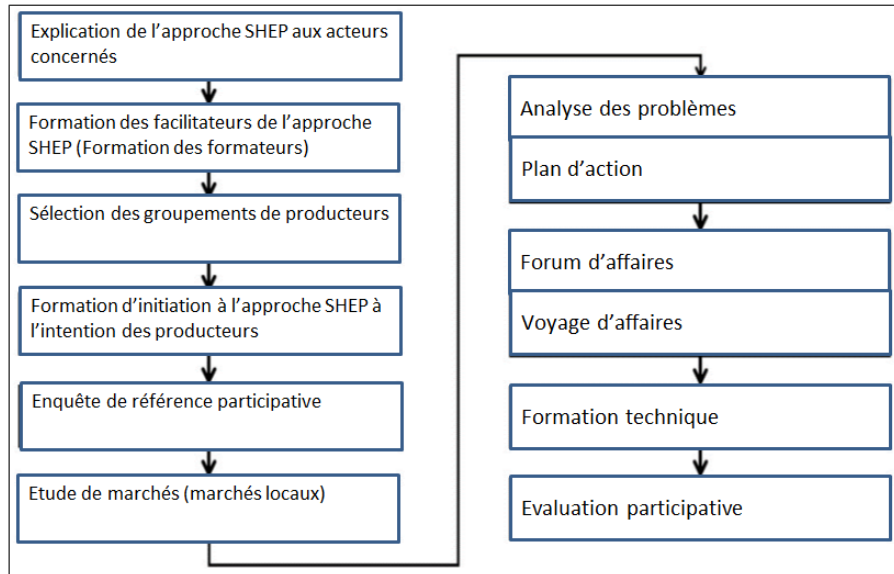 Explication de l’approche SHEP aux acteurs
concernés
Formation des facilitateurs de l’approche
SHEP (Formation des formateurs)
Sélection des groupements de producteurs
Formation d’initiation à l’approche SHEP à
l’intention des producteurs
Enquête de référence participative
Etude de marchés (marchés locaux)
Analyse des problèmes
Plan d’action
Forum d’affaires
Voyage d’affaires
Formation technique
Evaluation participative